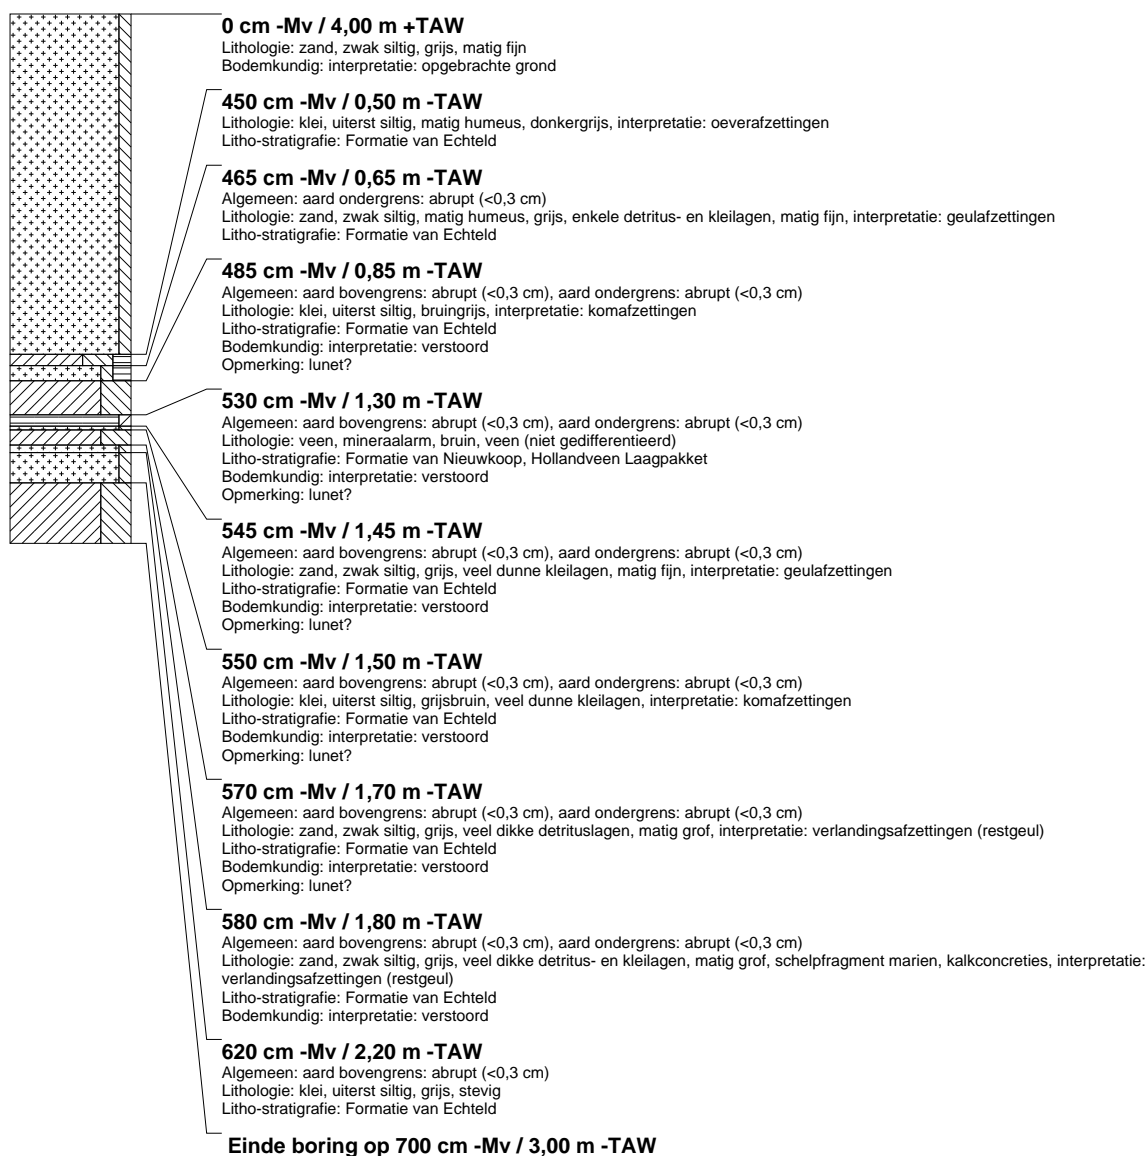 0 cm -Mv / 4,00 m +TAW
Lithologie: zand, zwak siltig, grijs, matig fijn
Bodemkundig: interpretatie: opgebrachte grond
450 cm -Mv / 0,50 m -TAW
Lithologie: klei, uiterst siltig, matig humeus, donkergrijs, interpretatie: oeverafzettingen
Litho-stratigrafie: Formatie van Echteld
465 cm -Mv / 0,65 m -TAW
Algemeen: aard ondergrens: abrupt (<0,3 cm)
Lithologie: zand, zwak siltig, matig humeus, grijs, enkele detritus- en kleilagen, matig fijn, interpretatie: geulafzettingen
Litho-stratigrafie: Formatie van Echteld
485 cm -Mv / 0,85 m -TAW
Algemeen: aard bovengrens: abrupt (<0,3 cm), aard ondergrens: abrupt (<0,3 cm)
Lithologie: klei, uiterst siltig, bruingrijs, interpretatie: komafzettingen
Litho-stratigrafie: Formatie van Echteld
Bodemkundig: interpretatie: verstoord
Opmerking: lunet?
530 cm -Mv / 1,30 m -TAW
Algemeen: aard bovengrens: abrupt (<0,3 cm), aard ondergrens: abrupt (<0,3 cm)
Lithologie: veen, mineraalarm, bruin, veen (niet gedifferentieerd)
Litho-stratigrafie: Formatie van Nieuwkoop, Hollandveen Laagpakket
Bodemkundig: interpretatie: verstoord
Opmerking: lunet?
545 cm -Mv / 1,45 m -TAW
Algemeen: aard bovengrens: abrupt (<0,3 cm), aard ondergrens: abrupt (<0,3 cm)
Lithologie: zand, zwak siltig, grijs, veel dunne kleilagen, matig fijn, interpretatie: geulafzettingen
Litho-stratigrafie: Formatie van Echteld
Bodemkundig: interpretatie: verstoord
Opmerking: lunet?
550 cm -Mv / 1,50 m -TAW
Algemeen: aard bovengrens: abrupt (<0,3 cm), aard ondergrens: abrupt (<0,3 cm)
Lithologie: klei, uiterst siltig, grijsbruin, veel dunne kleilagen, interpretatie: komafzettingen
Litho-stratigrafie: Formatie van Echteld
Bodemkundig: interpretatie: verstoord
Opmerking: lunet?
570 cm -Mv / 1,70 m -TAW
Algemeen: aard bovengrens: abrupt (<0,3 cm), aard ondergrens: abrupt (<0,3 cm)
Lithologie: zand, zwak siltig, grijs, veel dikke detrituslagen, matig grof, interpretatie: verlandingsafzettingen (restgeul)
Litho-stratigrafie: Formatie van Echteld
Bodemkundig: interpretatie: verstoord
Opmerking: lunet?
580 cm -Mv / 1,80 m -TAW
Algemeen: aard bovengrens: abrupt (<0,3 cm), aard ondergrens: abrupt (<0,3 cm)
Lithologie: zand, zwak siltig, grijs, veel dikke detritus- en kleilagen, matig grof, schelpfragment marien, kalkconcreties, interpretatie:
verlandingsafzettingen (restgeul)
Litho-stratigrafie: Formatie van Echteld
Bodemkundig: interpretatie: verstoord
620 cm -Mv / 2,20 m -TAW
Algemeen: aard bovengrens: abrupt (<0,3 cm)
Lithologie: klei, uiterst siltig, grijs, stevig
Litho-stratigrafie: Formatie van Echteld
Einde boring op 700 cm -Mv / 3,00 m -TAW